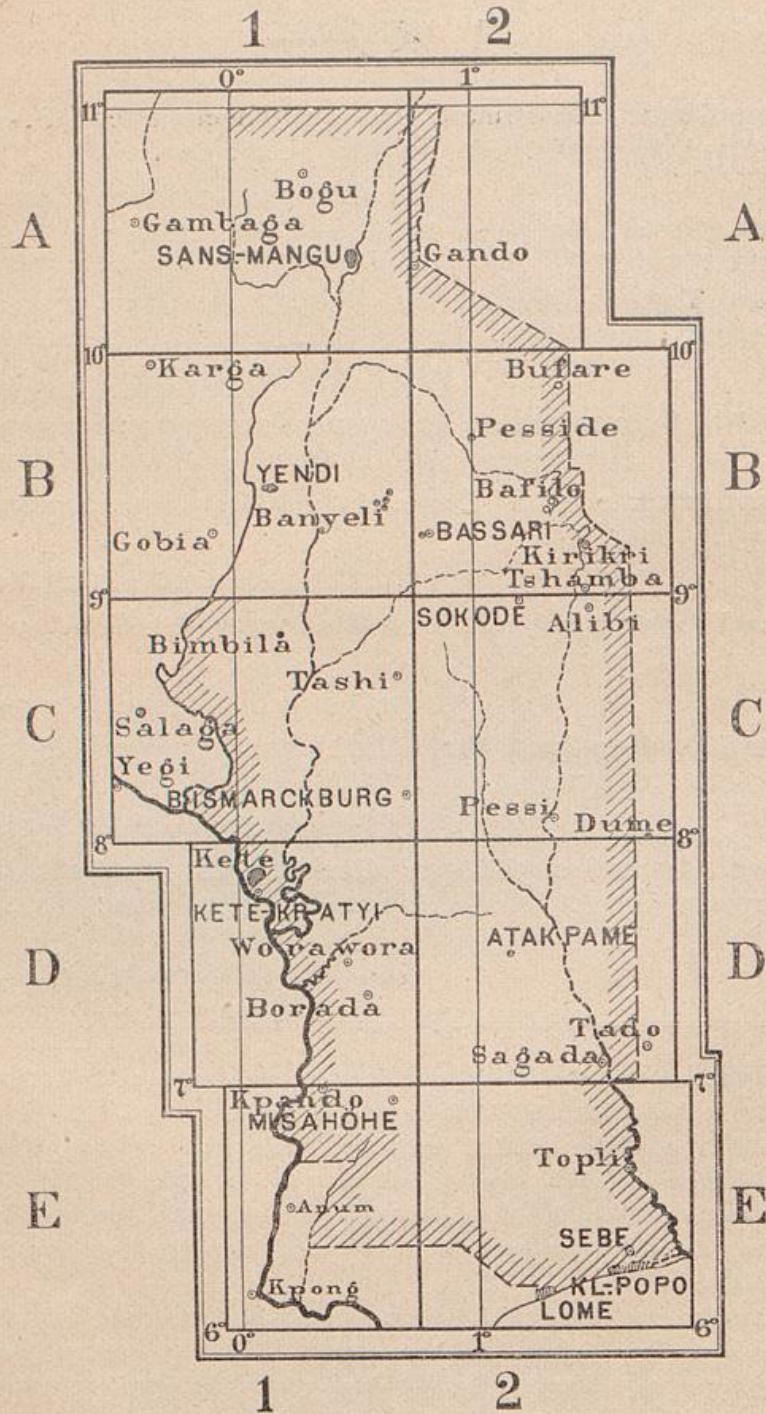 1 2
0° 1°
11° 11°
A A
Bogu
Gambaga
SANS-MANGU
Gando
10° 10°
Karga
Bufare
Pesside
B B
YENDI
Bafilo
Banyeli
Gobia
BASSARI
Kirikri
Tshamba
9° 9°
SOKODE
Alibi
Bimbila
Tashi
C C
Salaga
Yegi
BISMARCKBURG
Pessi
Dume
8° 8°
Kete
KETE-KRATYI
ATAKPAME
Worawora
D D
Borada
Tado
Sagada
7° 7°
Kpando
MISAHÖHE
Topli
E E
Anum
SEBE
Kpong
KL-POPO
LOME
6° 6°
0° 1°
1 2